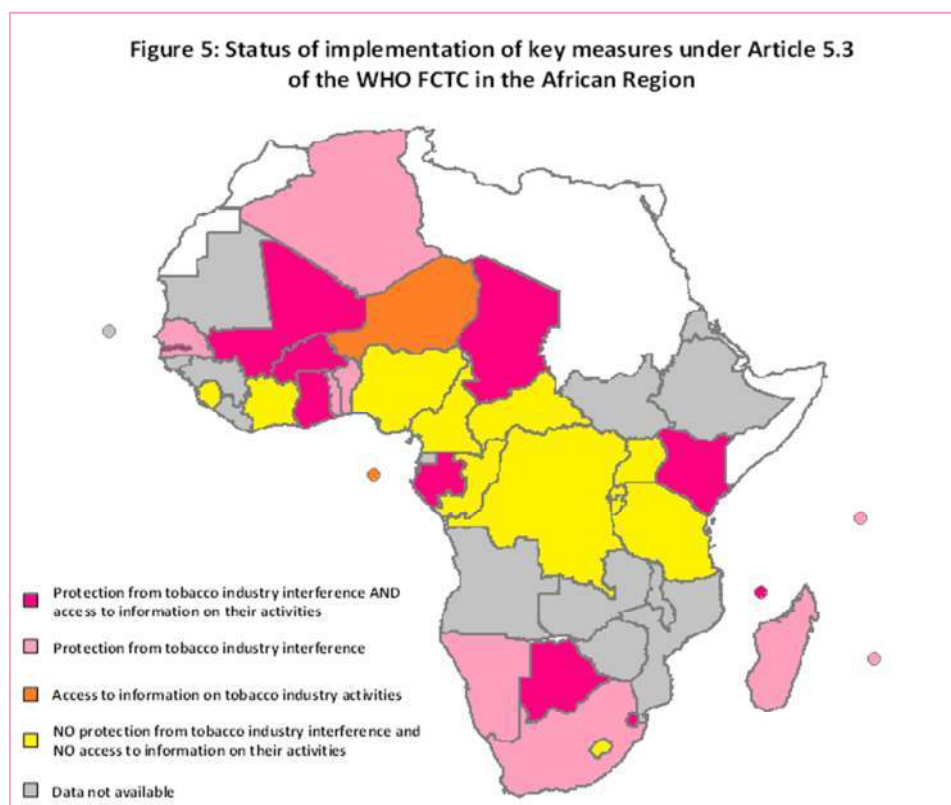 Figure 5: Status of implementation of key measures under Article 5.3
of the WHO FCTC in the African Region
Protection from tobacco industry interference AND
access to information on their activities
Protection from tobacco industry interference
Access to information on tobacco industry activities
NO protection from tobacco industry interference and
NO access to information on their activities
Data not available